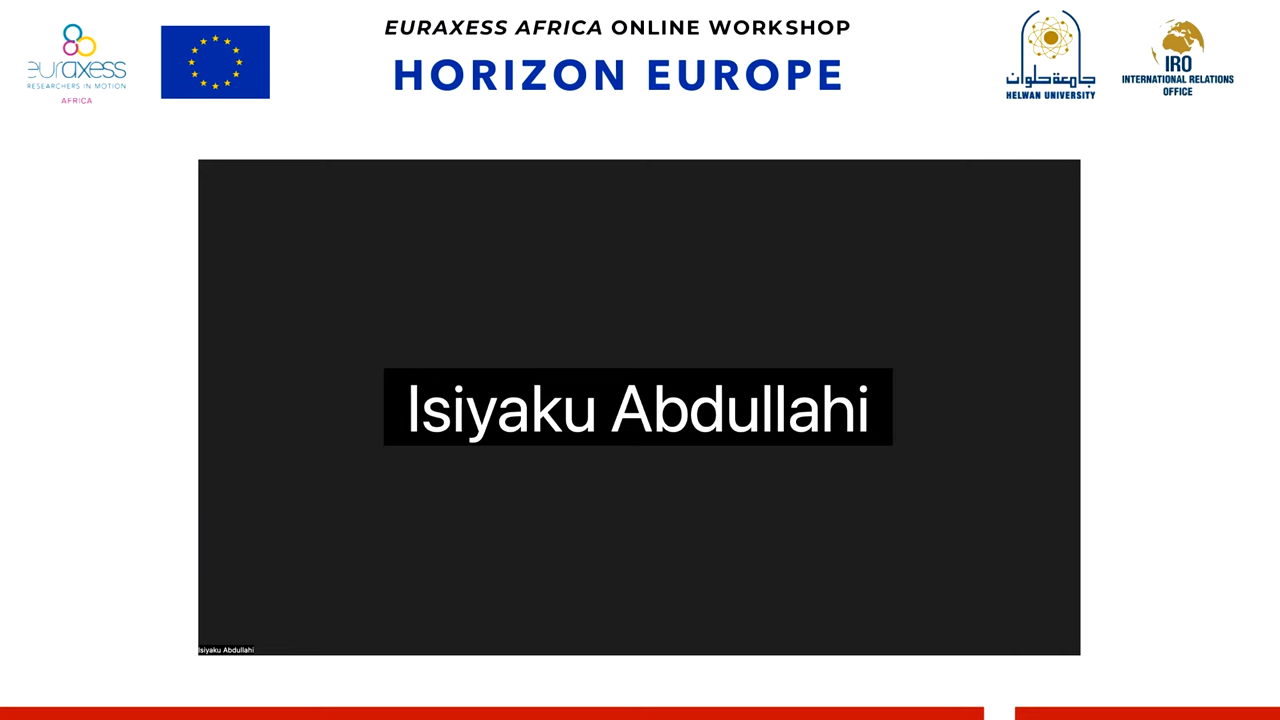 EURAXESS AFRICA ONLINE WORKSHOP
HORIZON EUROPE
euraxess
RESEARCHERS IN MOTION
AFRICA
جامعة حلوان
HELWAN UNIVERSITY
IRO
INTERNATIONAL RELATIONS
OFFICE
Isiyaku Abdullahi
Isiyaku Abdullahi